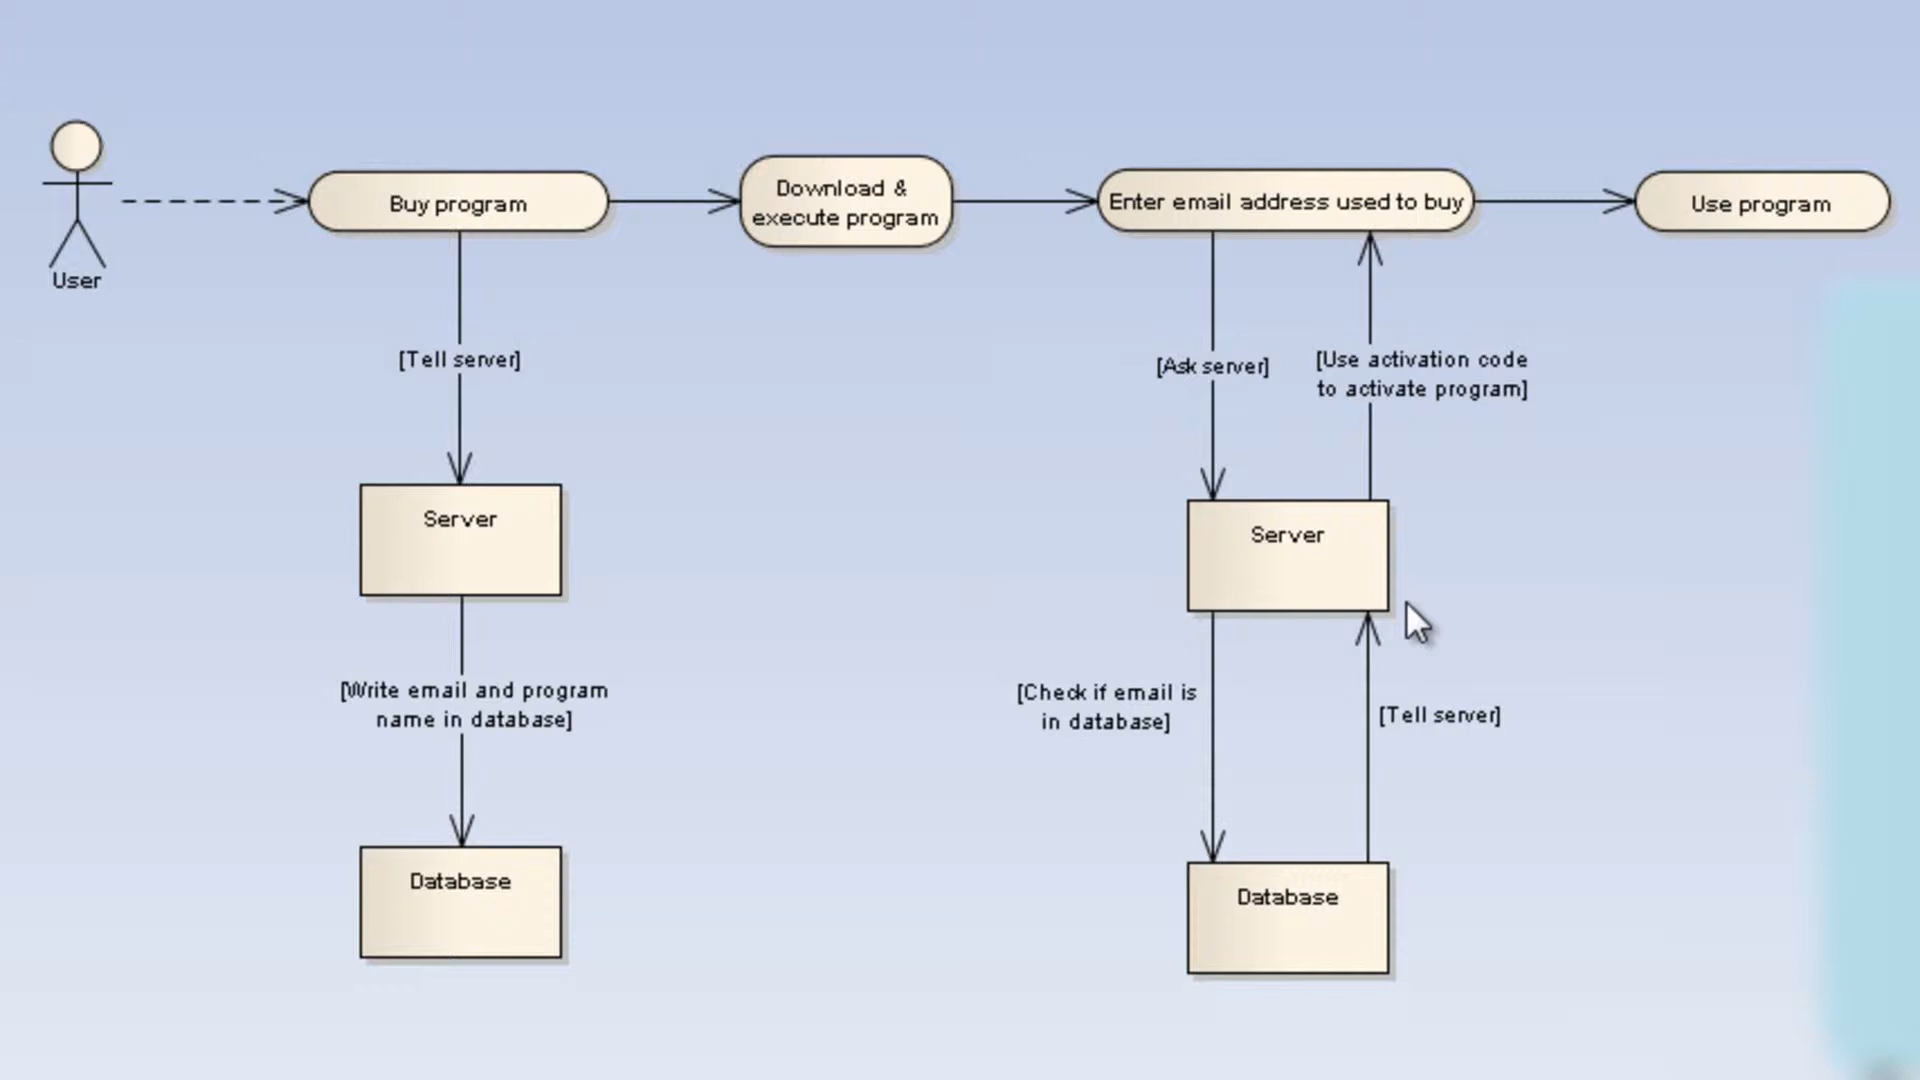 User
Buy program
Download &
execute program
Enter email address used to buy
Use program
[Tell server]
[Ask server]
[Use activation code
to activate program]
Server
Server
[Write email and program
name in database]
[Check if email is
in database]
[Tell server]
Database
Database